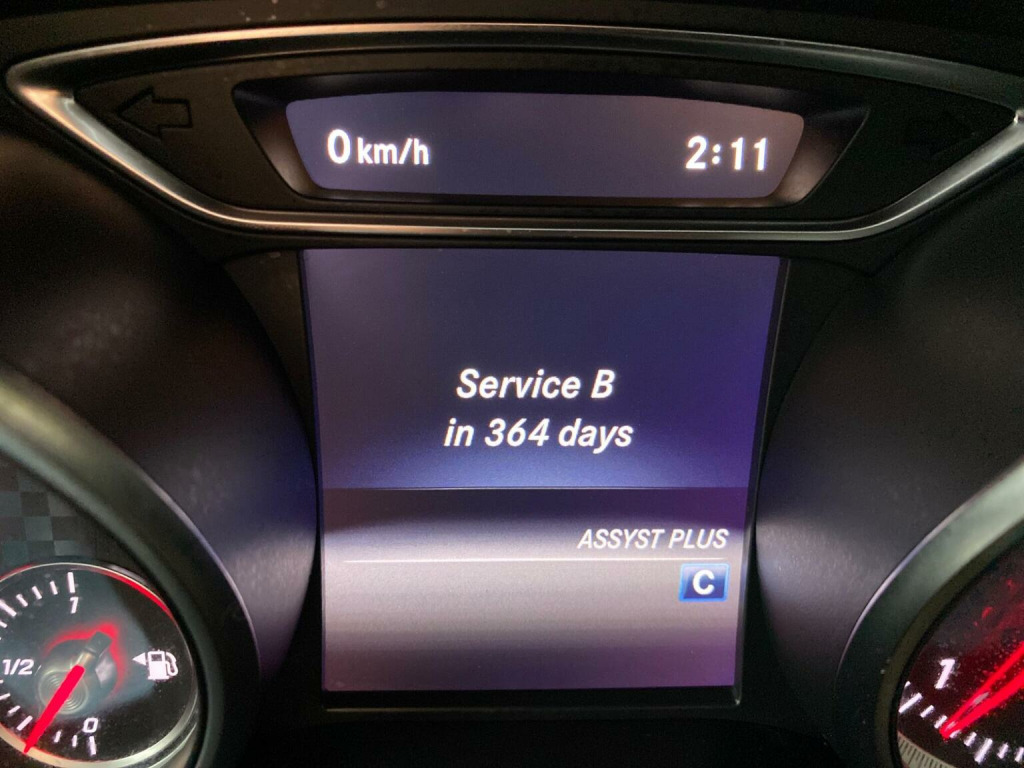 0 km/h 2:11
Service B
in 364 days
ASSYST PLUS
C
1
1/2
0
1